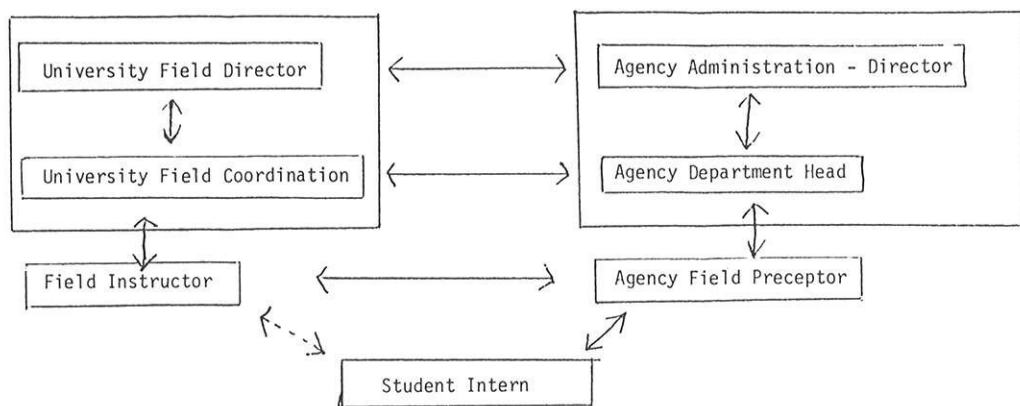 University Field Director
Agency Administration - Director
University Field Coordination
Agency Department Head
Field Instructor
Agency Field Preceptor
Student Intern